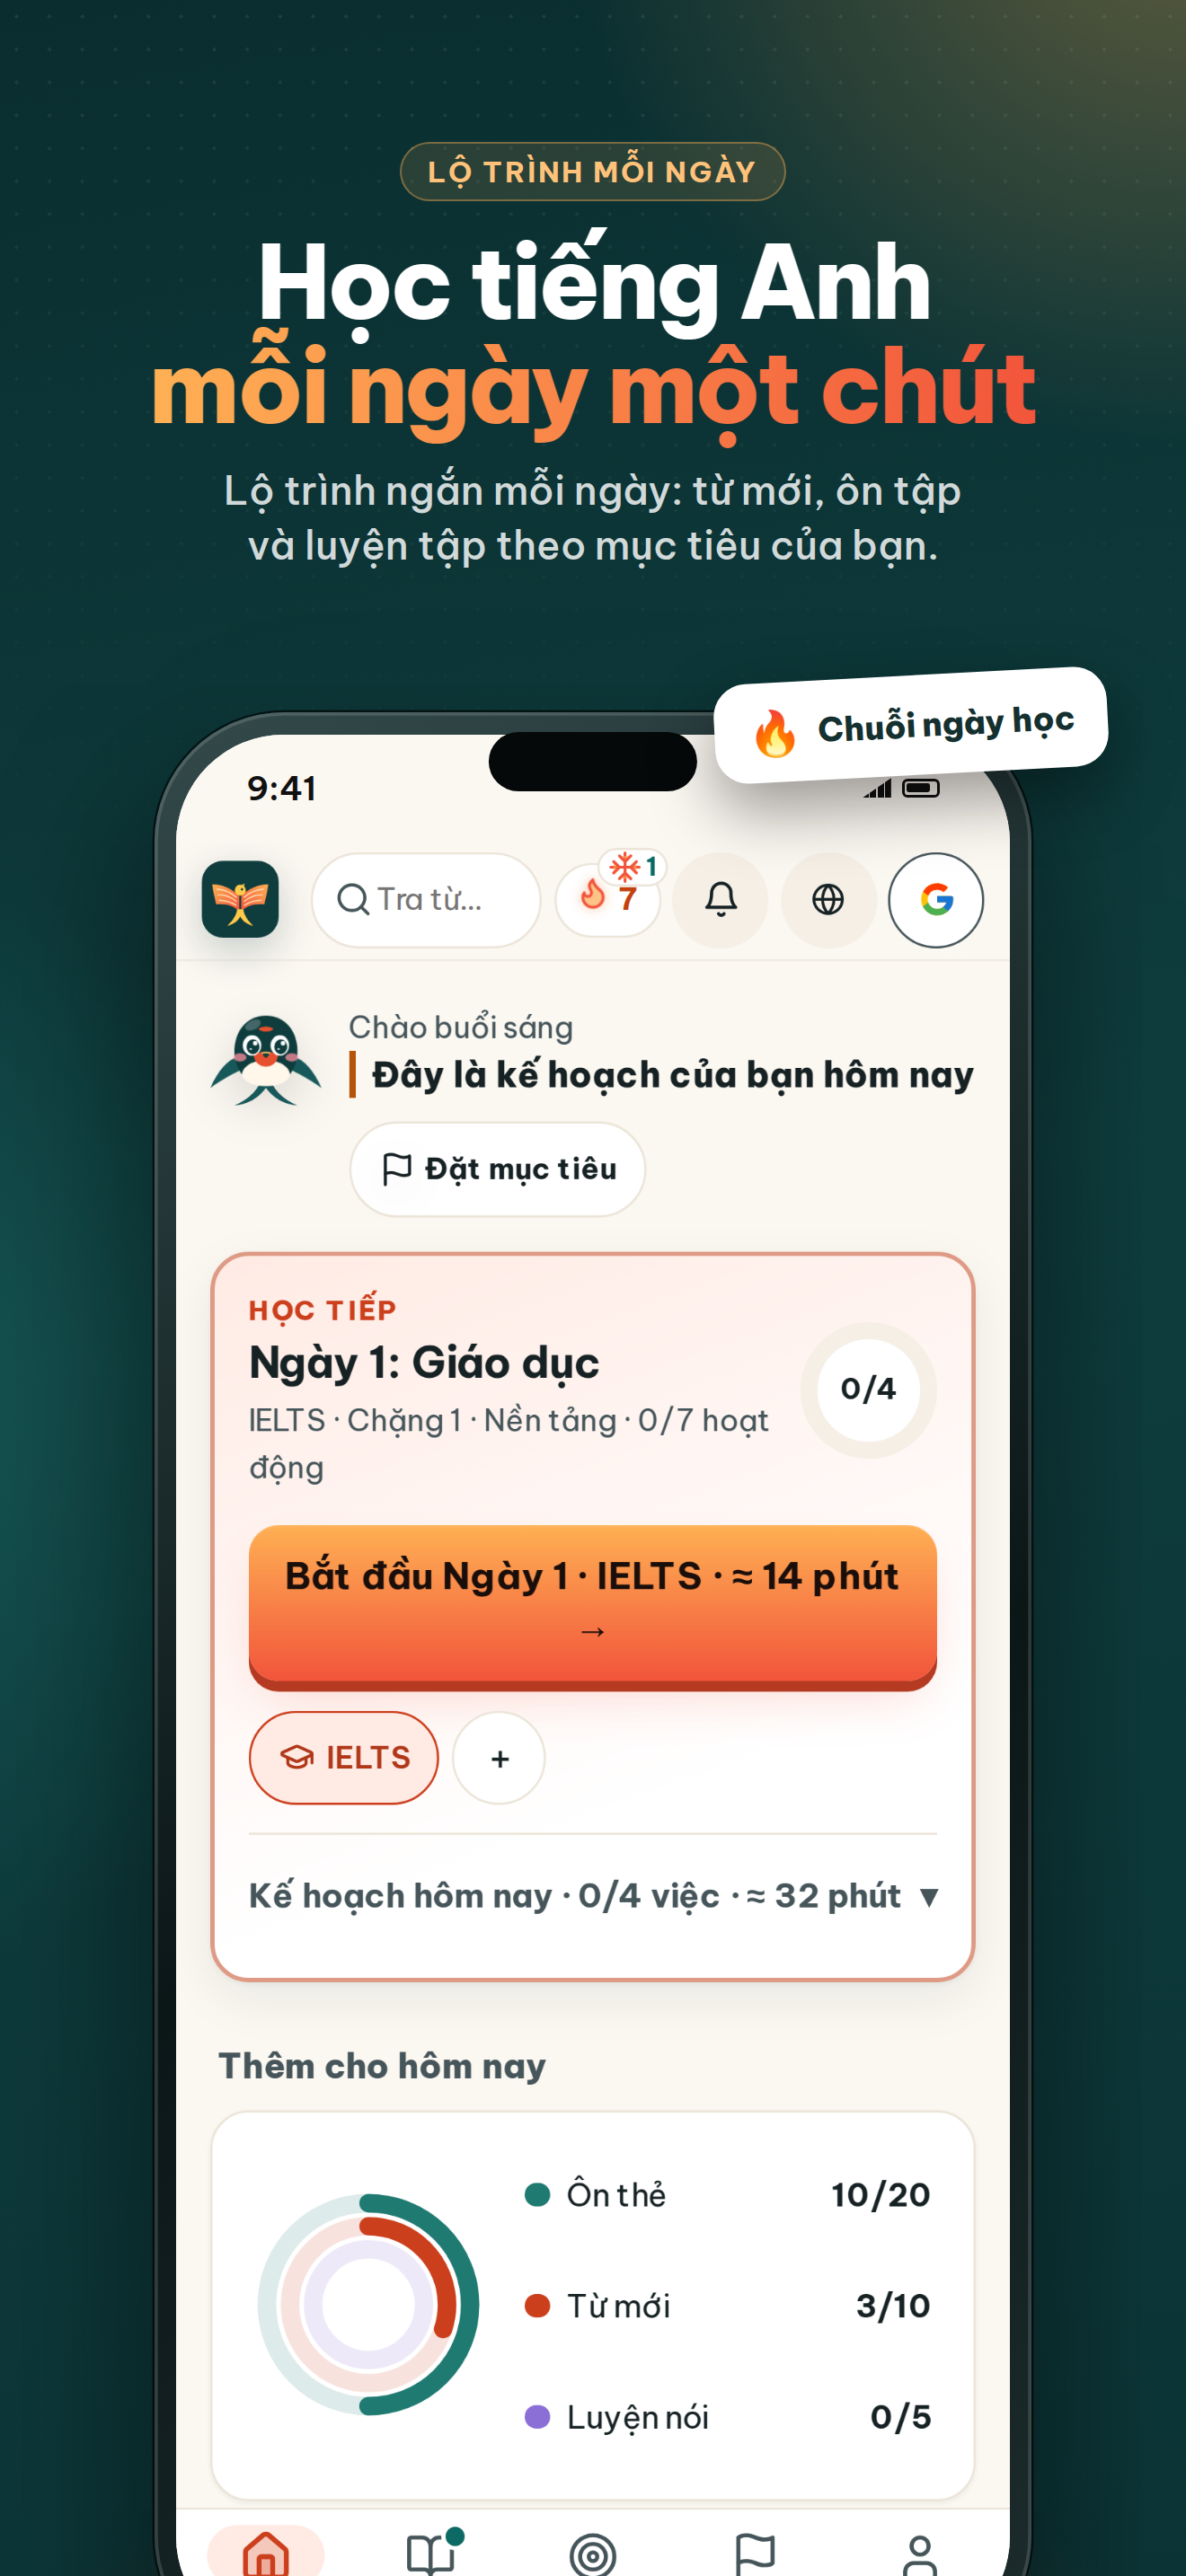 LỘ TRÌNH MỖI NGÀY
Học tiếng Anh
mỗi ngày một chút
Lộ trình ngắn mỗi ngày: từ mới, ôn tập
và luyện tập theo mục tiêu của bạn.
🔥 Chuỗi ngày học
9:41
Tra từ...
1
7
Chào buổi sáng
Đây là kế hoạch của bạn hôm nay
Đặt mục tiêu
HỌC TIẾP
Ngày 1: Giáo dục
0/4
IELTS · Chặng 1 · Nền tảng · 0/7 hoạt
động
Bắt đầu Ngày 1 · IELTS · ≈ 14 phút
→
IELTS
+
Kế hoạch hôm nay · 0/4 việc · ≈ 32 phút ▼
Thêm cho hôm nay
Ôn thẻ 10/20
Từ mới 3/10
Luyện nói 0/5